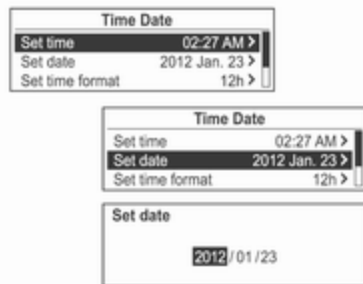 Time Date
Set time 02:27 AM >
Set date 2012 Jan. 23 >
Set time format 12h >
Time Date
Set time 02:27 AM >
Set date 2012 Jan. 23 >
Set time format 12h >
Set date
2012/01/23